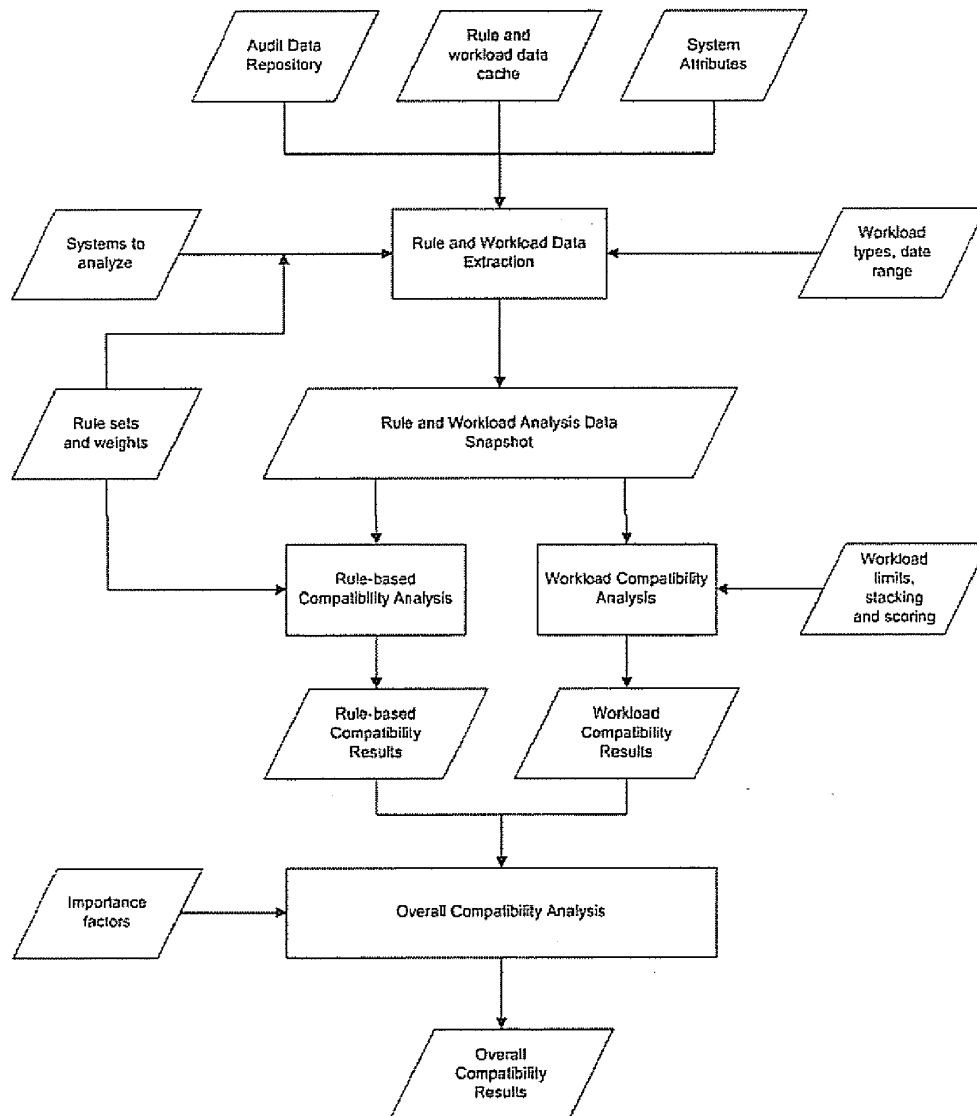 Audit Data
Repository
Rule and
workload data
cache
System
Attributes
Systems to
analyze
Rule and Workload Data
Extraction
Workload
types, date
range
Rule sets
and weights
Rule and Workload Analysis Data
Snapshot
Rule-based
Compatibility Analysis
Workload Compatibility
Analysis
Workload
limits,
stacking
and scoring
Rule-based
Compatibility
Results
Workload
Compatibility
Results
Importance
factors
Overall Compatibility Analysis
Overall
Compatibility
Results